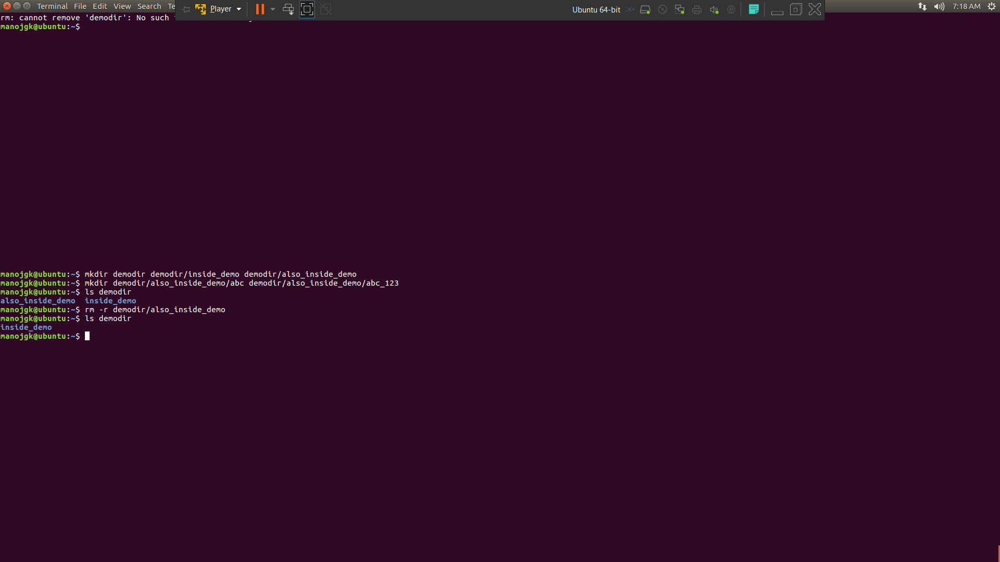 Terminal File Edit View Search Te
Player
Ubuntu 64-bit
7:18 AM
rm: cannot remove 'demodir': No such
manojgk@ubuntu:~$
manojgk@ubuntu:~$ mkdir demodir demodir/inside_demo demodir/also_inside_demo
manojgk@ubuntu:~$ mkdir demodir/also_inside_demo/abc demodir/also_inside_demo/abc_123
manojgk@ubuntu:~$ ls demodir
also_inside_demo  inside_demo
manojgk@ubuntu:~$ rm -r demodir/also_inside_demo
manojgk@ubuntu:~$ ls demodir
inside_demo
manojgk@ubuntu:~$